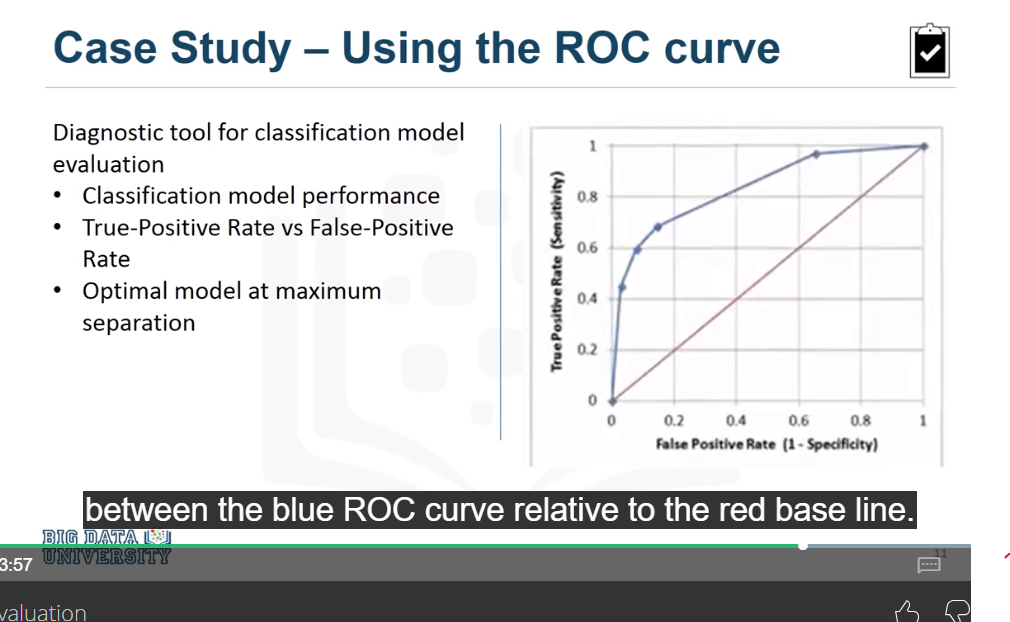 Case Study – Using the ROC curve
Diagnostic tool for classification model
evaluation
• Classification model performance
• True-Positive Rate vs False-Positive
Rate
• Optimal model at maximum
separation
True Positive Rate (Sensitivity)
1
0.8
0.6
0.4
0.2
0
0 0.2 0.4 0.6 0.8 1
False Positive Rate (1 - Specificity)
between the blue ROC curve relative to the red base line.
BIG DATA
UNIVERSITY
11
3:57
valuation